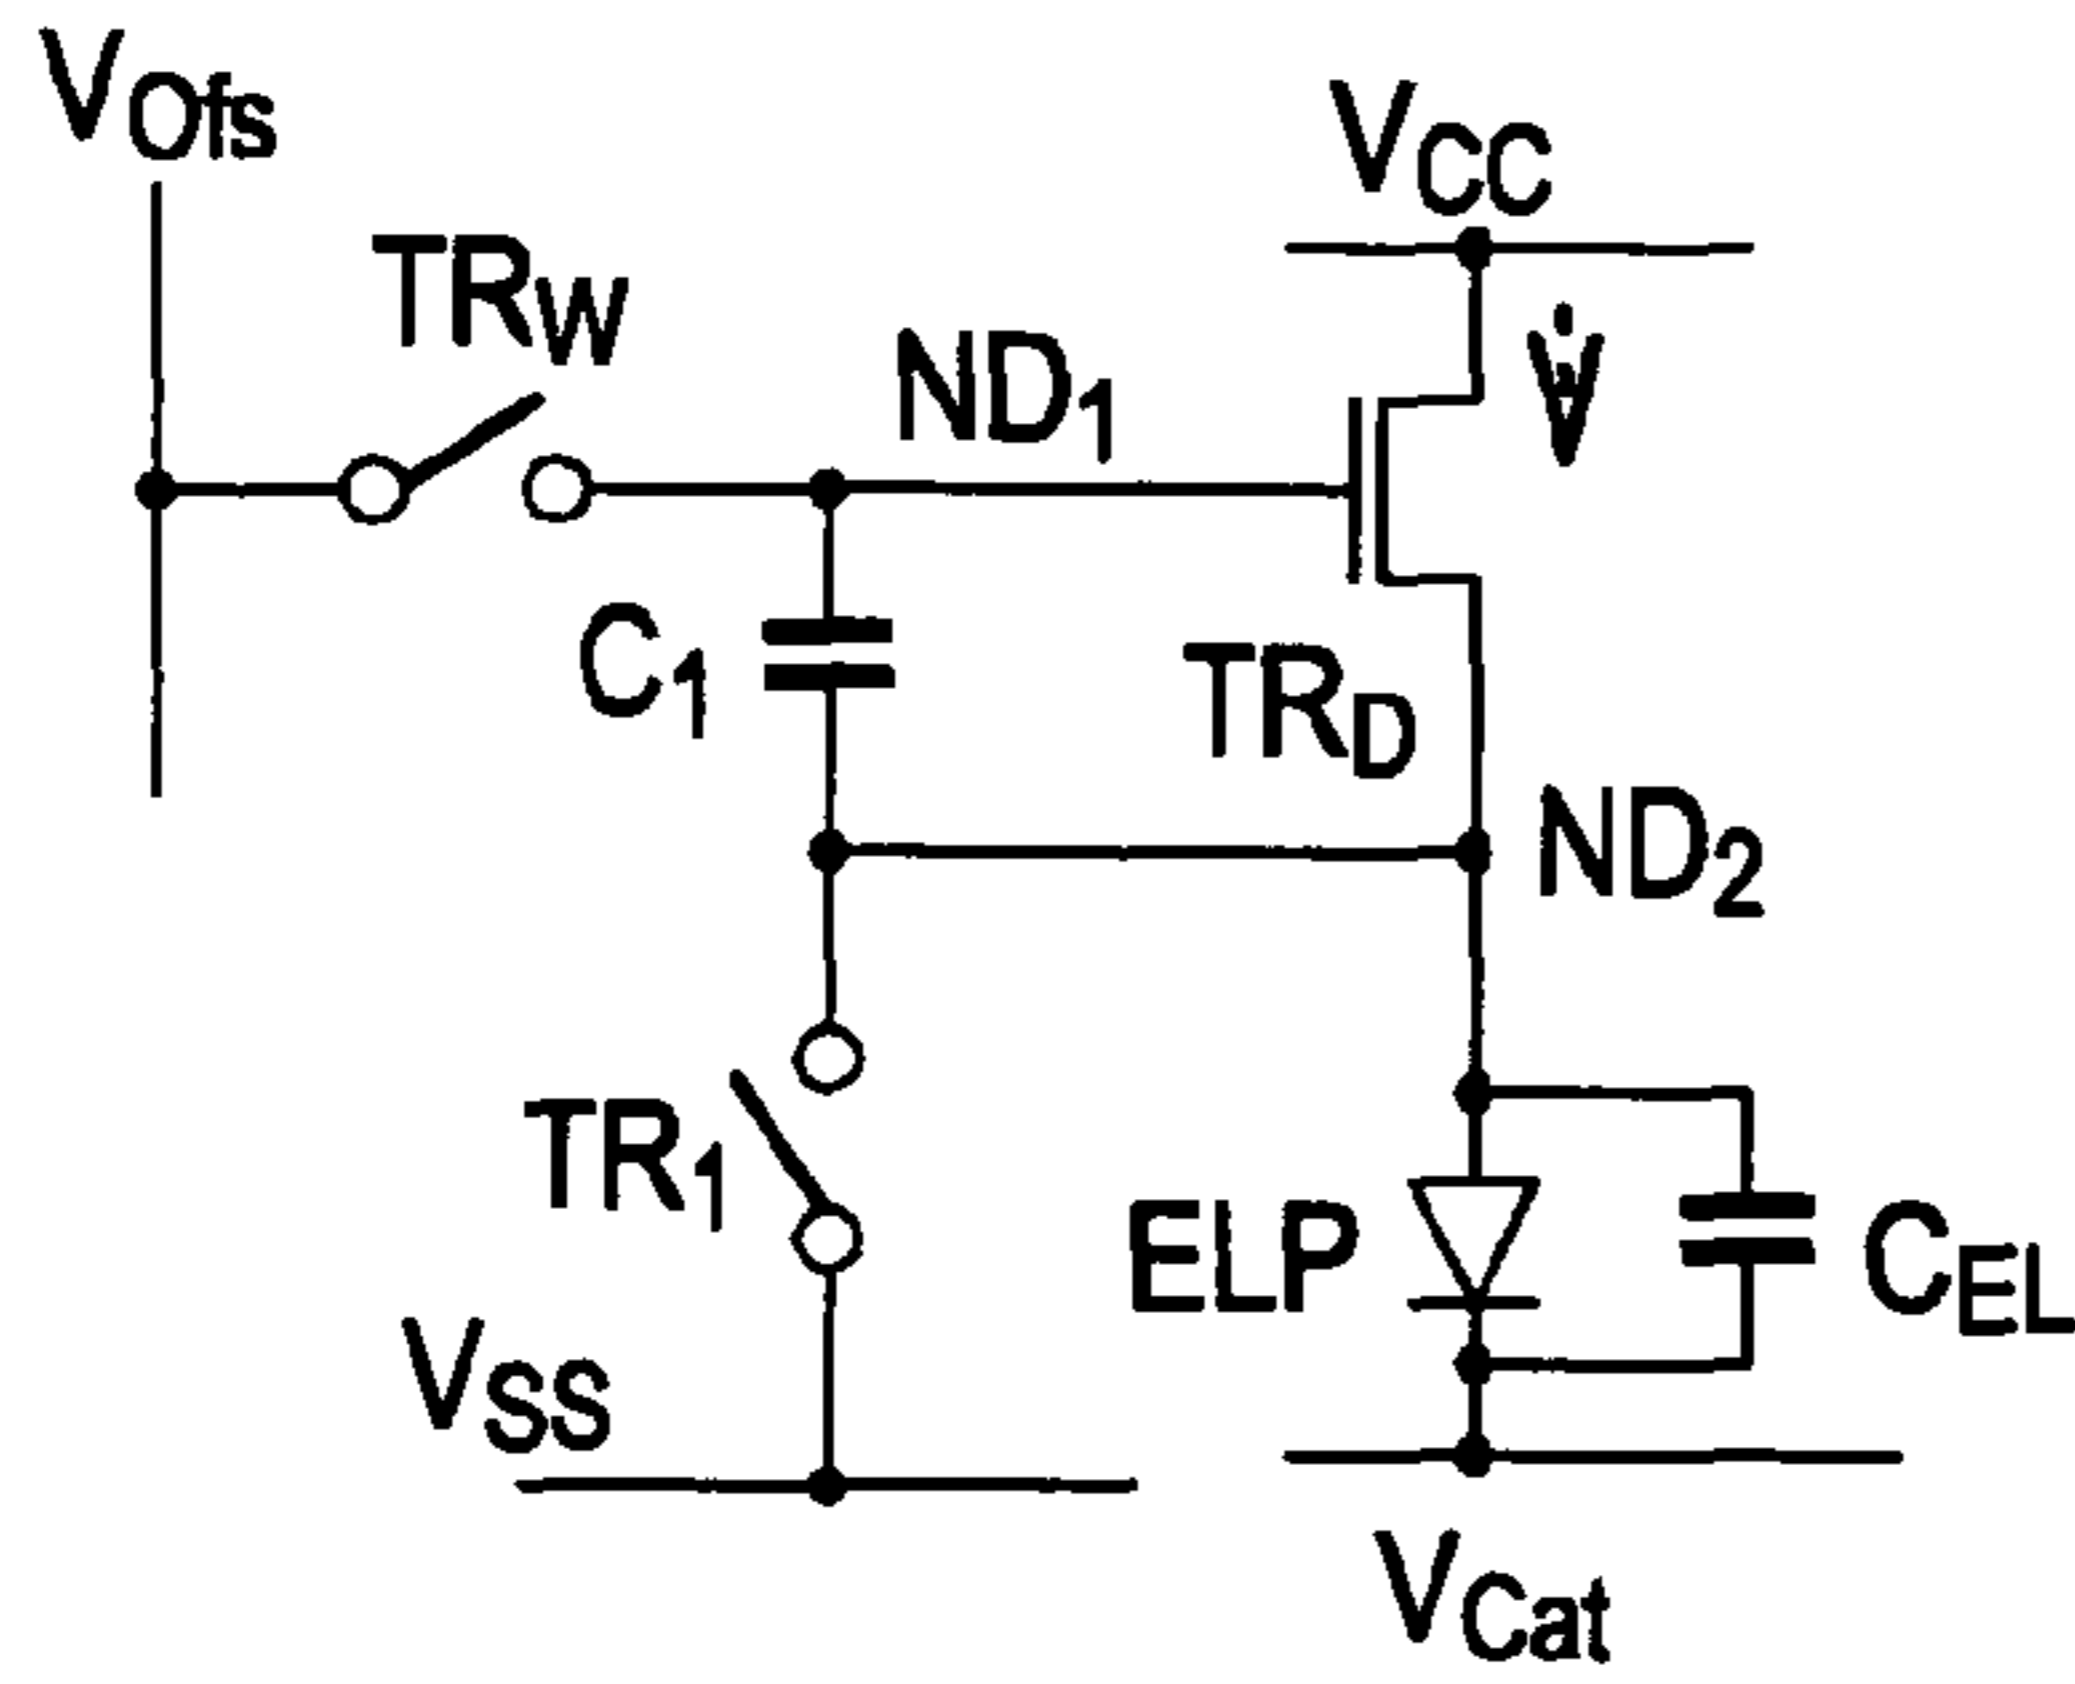 VOfs
VCC
TRW
ND1
C1
TRD
ND2
TR1
ELP
CEL
VSS
VCat